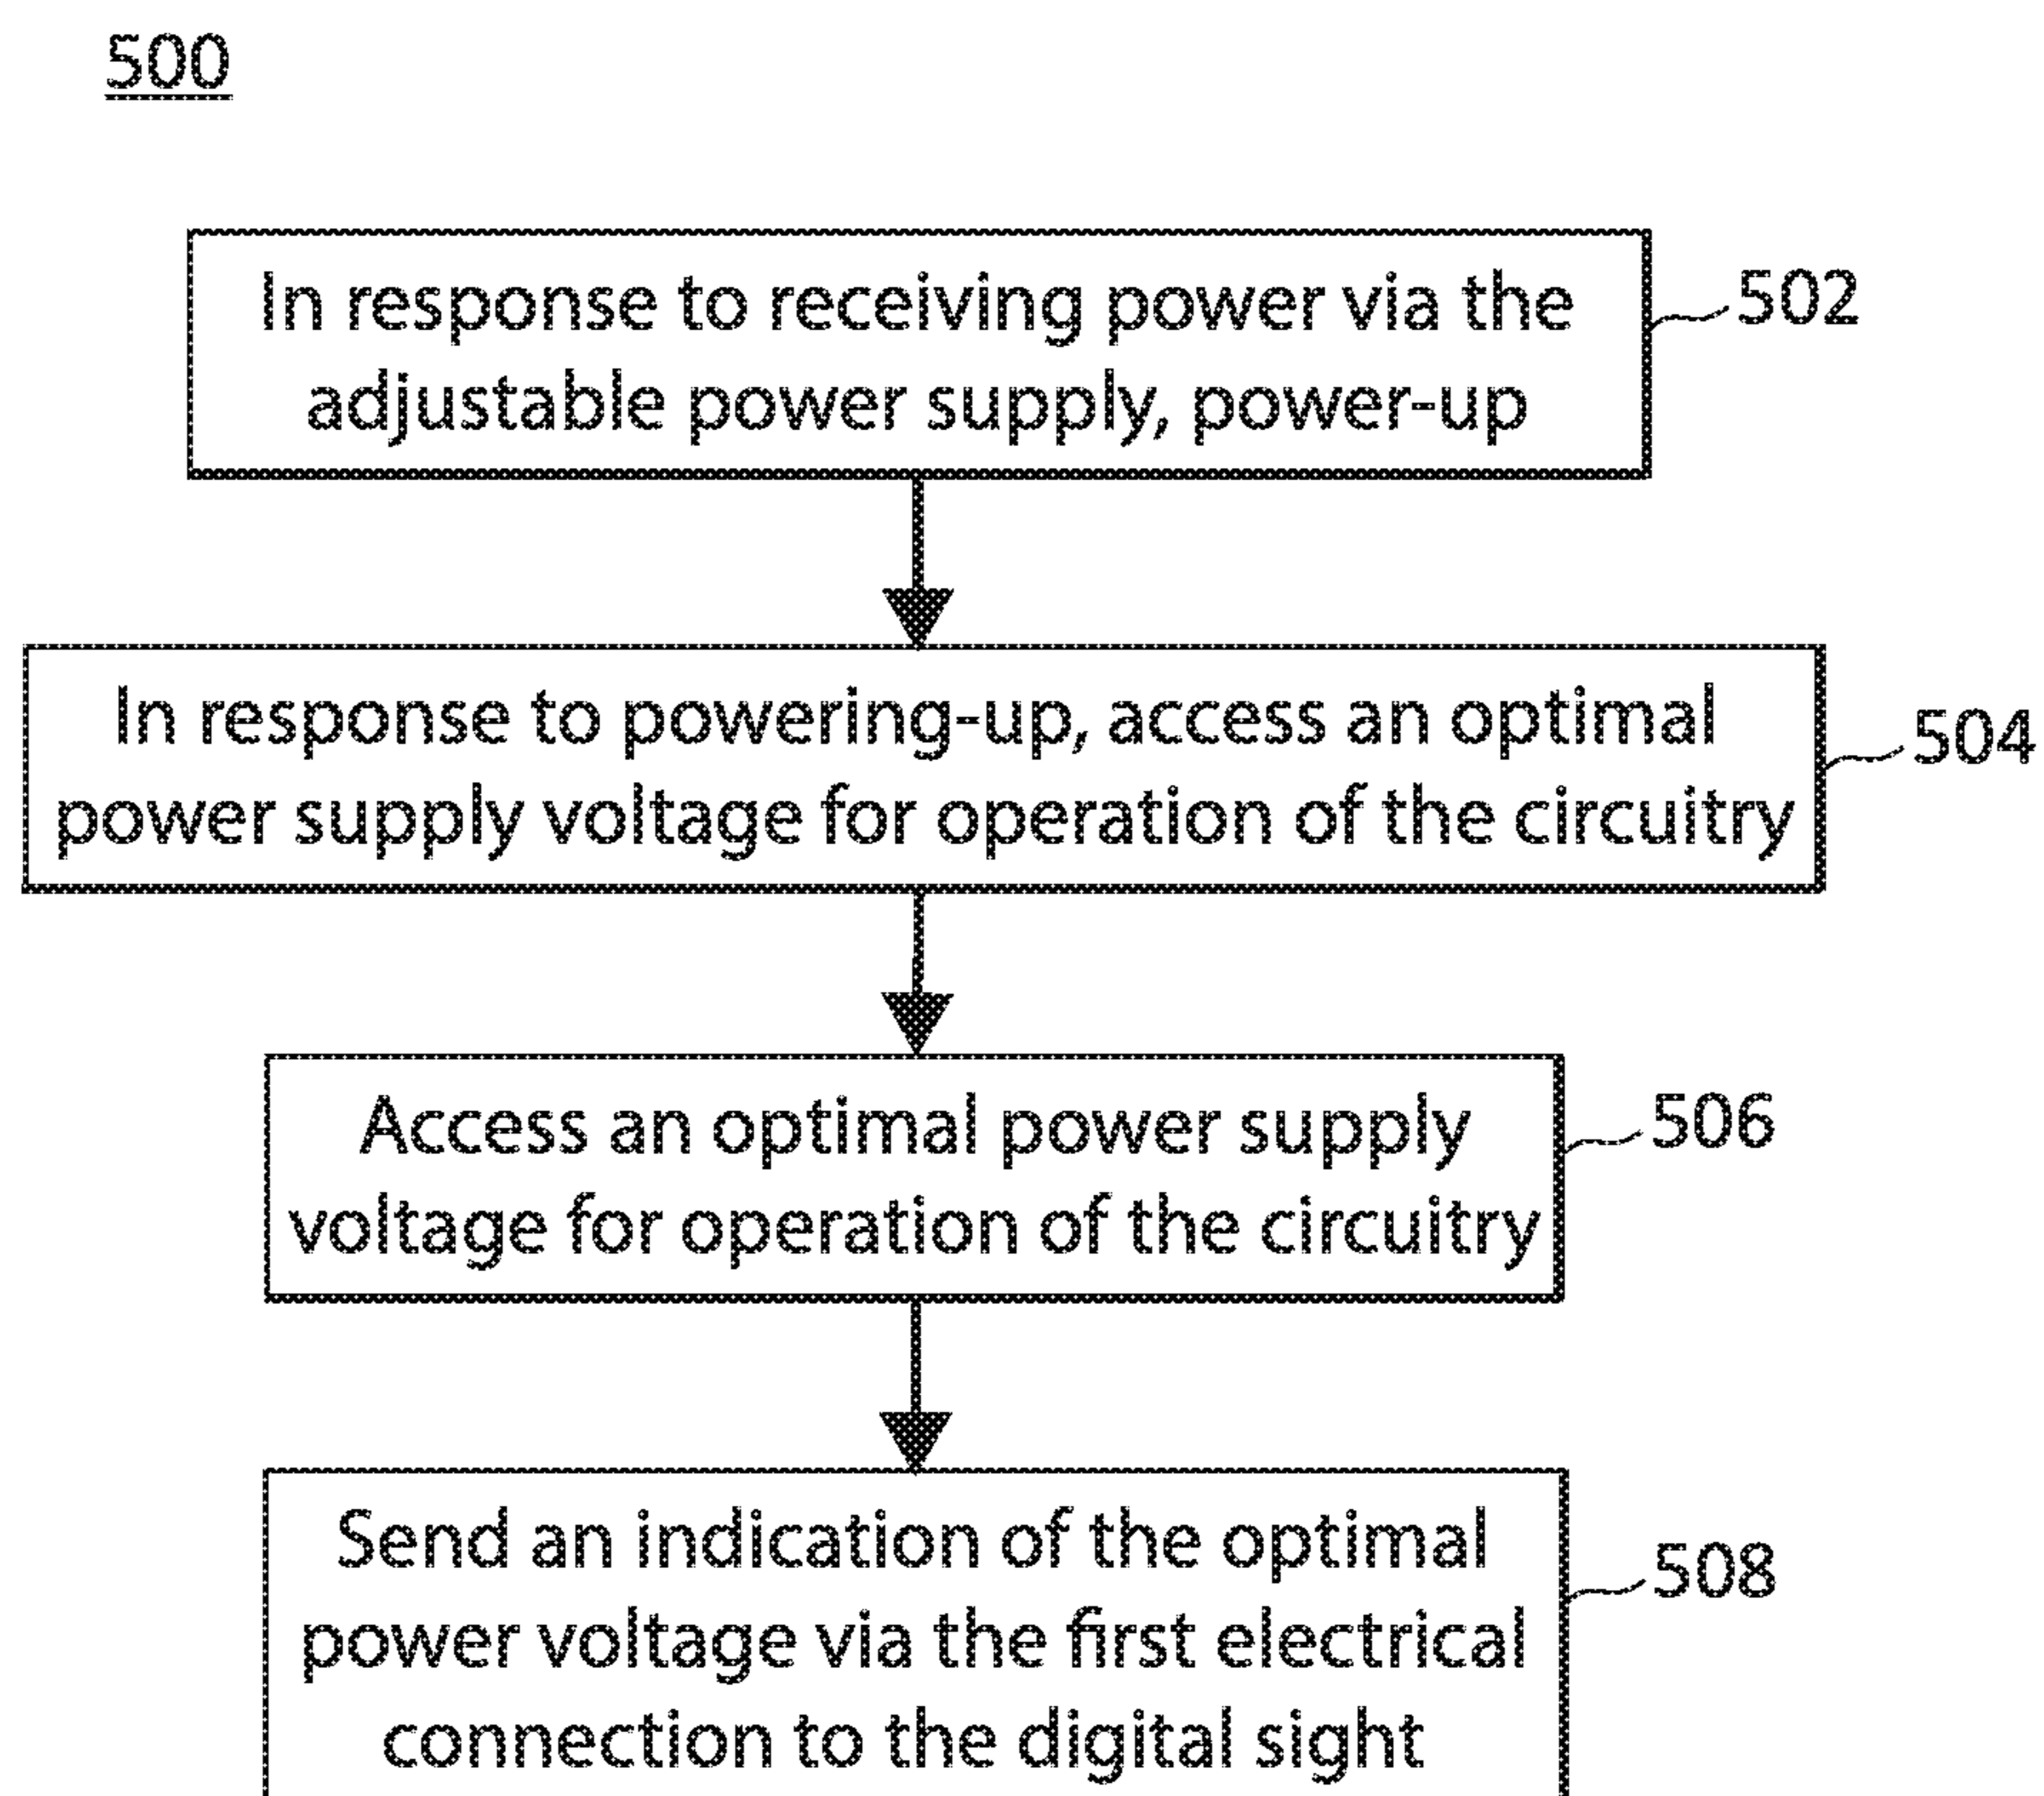 500
In response to receiving power via the
adjustable power supply, power-up
502
In response to powering-up, access an optimal
power supply voltage for operation of the circuitry
504
Access an optimal power supply
voltage for operation of the circuitry
506
Send an indication of the optimal
power voltage via the first electrical
connection to the digital sight
508